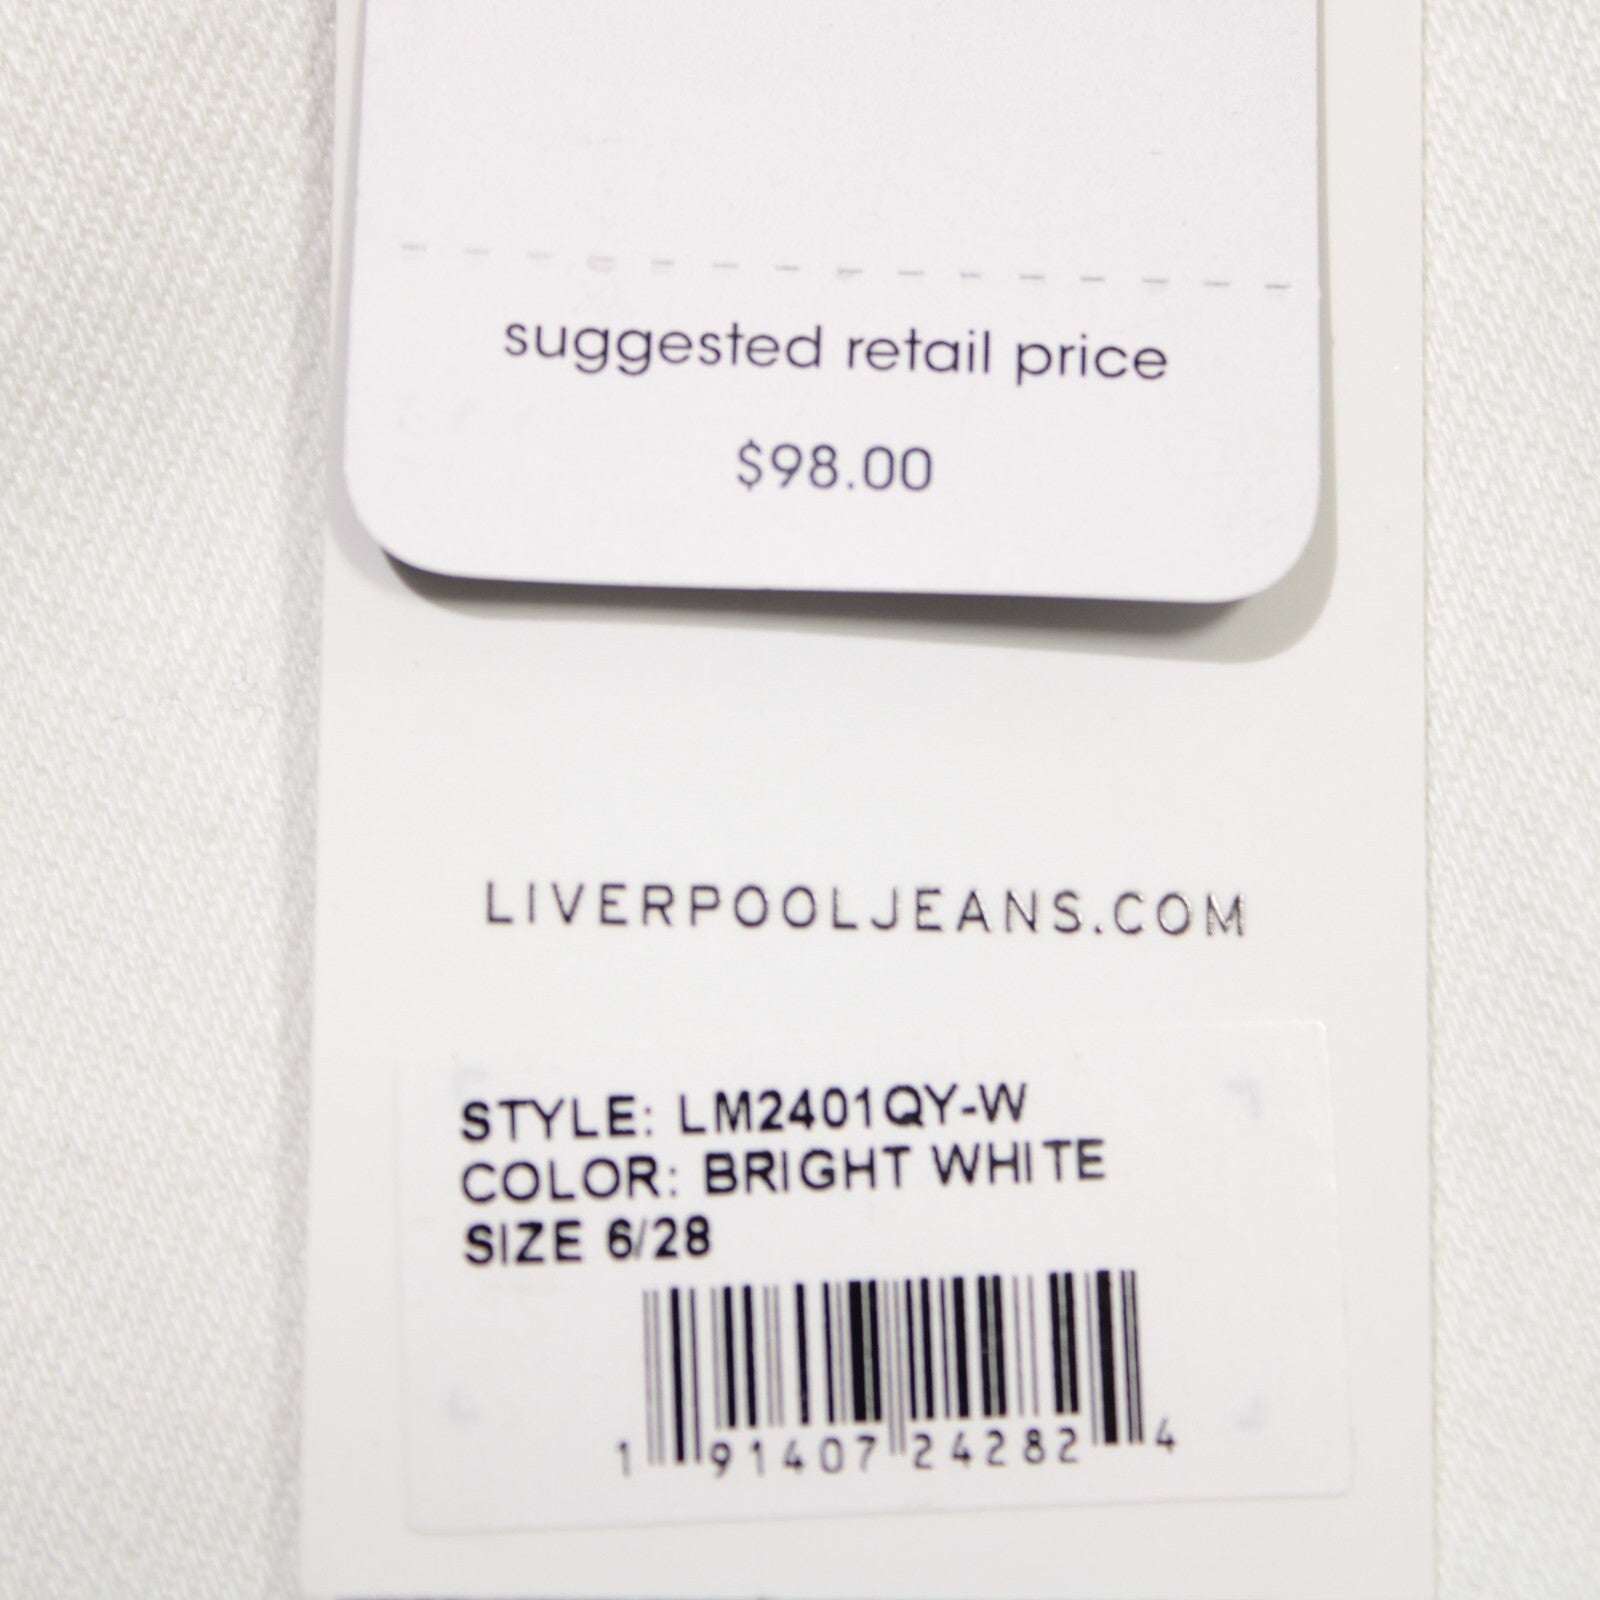 suggested retail price
$98.00
LIVERPOOLJEANS.COM
STYLE: LM2401QY-W
COLOR: BRIGHT WHITE
SIZE 6/28
1 91407 24282 4